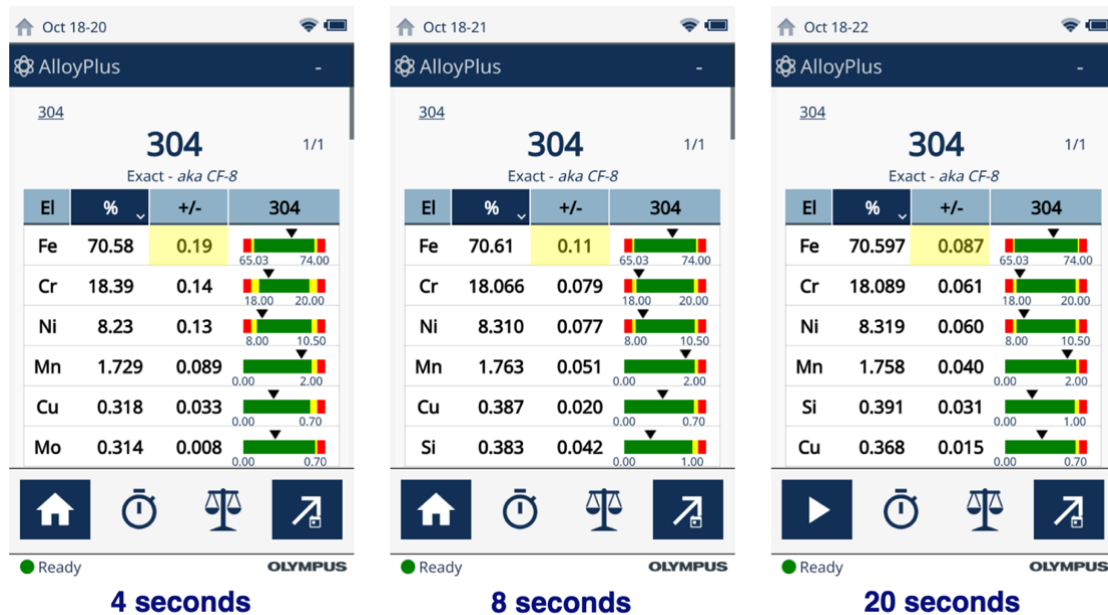 Oct 18-20
AlloyPlus -
304
304 1/1
Exact - aka CF-8
El % +/- 304
Fe 70.58 0.19
65.03 74.00
Cr 18.39 0.14
18.00 20.00
Ni 8.23 0.13
8.00 10.50
Mn 1.729 0.089
0.00 2.00
Cu 0.318 0.033
0.00 0.70
Mo 0.314 0.008
0.00 0.70
Ready OLYMPUS
4 seconds
Oct 18-21
AlloyPlus -
304
304 1/1
Exact - aka CF-8
El % +/- 304
Fe 70.61 0.11
65.03 74.00
Cr 18.066 0.079
18.00 20.00
Ni 8.310 0.077
8.00 10.50
Mn 1.763 0.051
0.00 2.00
Cu 0.387 0.020
0.00 0.70
Si 0.383 0.042
0.00 1.00
Ready OLYMPUS
8 seconds
Oct 18-22
AlloyPlus -
304
304 1/1
Exact - aka CF-8
El % +/- 304
Fe 70.597 0.087
65.03 74.00
Cr 18.089 0.061
18.00 20.00
Ni 8.319 0.060
8.00 10.50
Mn 1.758 0.040
0.00 2.00
Si 0.391 0.031
0.00 1.00
Cu 0.368 0.015
0.00 0.70
Ready OLYMPUS
20 seconds